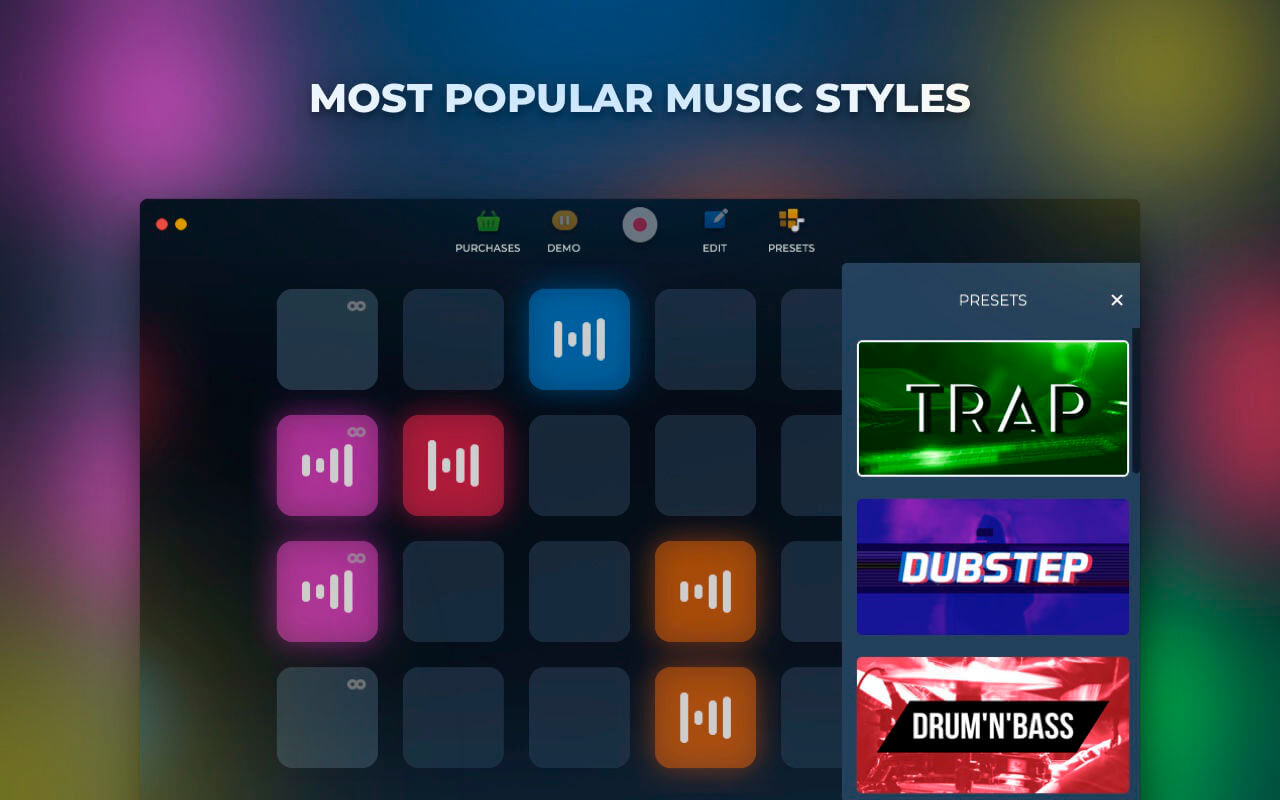 MOST POPULAR MUSIC STYLES
PURCHASES DEMO EDIT PRESETS
PRESETS
TRAP
DUBSTEP
DRUM'N'BASS